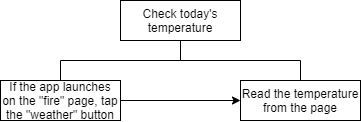 Check today's
temperature
If the app launches
on the "fire" page, tap
the "weather" button
Read the temperature
from the page